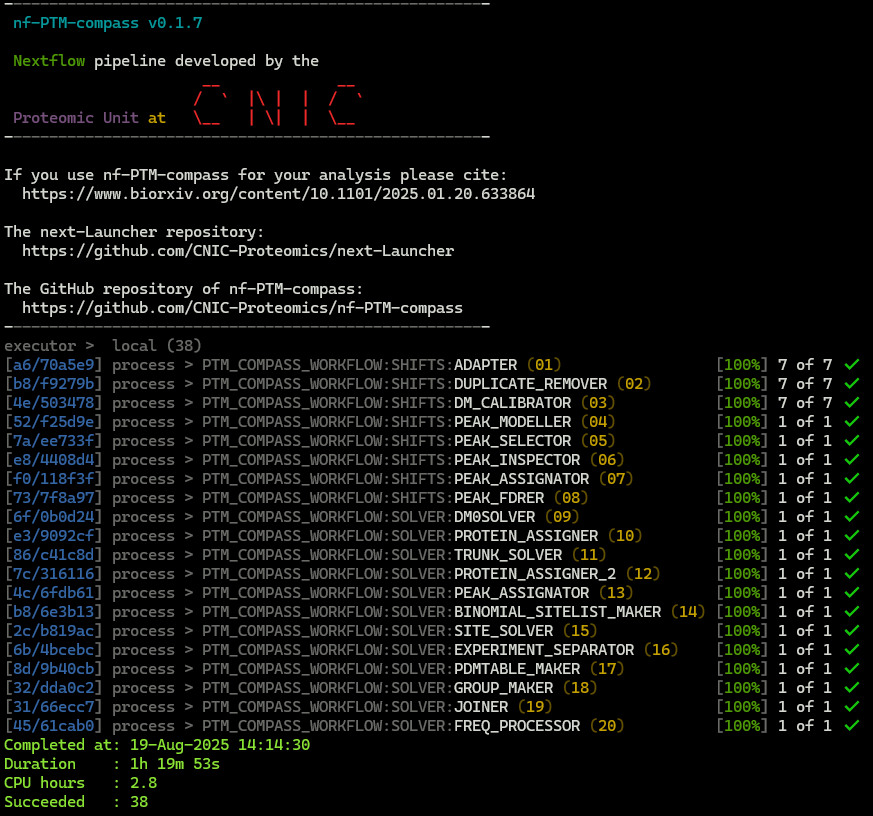 nf-PTM-compass v0.1.7
Nextflow pipeline developed by the
CNIC
Proteomic Unit at
If you use nf-PTM-compass for your analysis please cite:
https://www.biorxiv.org/content/10.1101/2025.01.20.633864
The next-Launcher repository:
https://github.com/CNIC-Proteomics/next-Launcher
The GitHub repository of nf-PTM-compass:
https://github.com/CNIC-Proteomics/nf-PTM-compass
executor >  local (38)
[a6/70a5e9] process > PTM_COMPASS_WORKFLOW:SHIFTS:ADAPTER (01) [100%] 7 of 7 ✔
[b8/f9279b] process > PTM_COMPASS_WORKFLOW:SHIFTS:DUPLICATE_REMOVER (02) [100%] 7 of 7 ✔
[4e/503478] process > PTM_COMPASS_WORKFLOW:SHIFTS:DM_CALIBRATOR (03) [100%] 7 of 7 ✔
[52/f25d9e] process > PTM_COMPASS_WORKFLOW:SHIFTS:PEAK_MODELLER (04) [100%] 1 of 1 ✔
[7a/ee733f] process > PTM_COMPASS_WORKFLOW:SHIFTS:PEAK_SELECTOR (05) [100%] 1 of 1 ✔
[e8/4408d4] process > PTM_COMPASS_WORKFLOW:SHIFTS:PEAK_INSPECTOR (06) [100%] 1 of 1 ✔
[f0/118f3f] process > PTM_COMPASS_WORKFLOW:SHIFTS:PEAK_ASSIGNATOR (07) [100%] 1 of 1 ✔
[73/7f8a97] process > PTM_COMPASS_WORKFLOW:SHIFTS:PEAK_FDRER (08) [100%] 1 of 1 ✔
[6f/0b0d24] process > PTM_COMPASS_WORKFLOW:SOLVER:DM0SOLVER (09) [100%] 1 of 1 ✔
[e3/9092cf] process > PTM_COMPASS_WORKFLOW:SOLVER:PROTEIN_ASSIGNER (10) [100%] 1 of 1 ✔
[86/c41c8d] process > PTM_COMPASS_WORKFLOW:SOLVER:TRUNK_SOLVER (11) [100%] 1 of 1 ✔
[7c/316116] process > PTM_COMPASS_WORKFLOW:SOLVER:PROTEIN_ASSIGNER_2 (12) [100%] 1 of 1 ✔
[4c/6fdb61] process > PTM_COMPASS_WORKFLOW:SOLVER:PEAK_ASSIGNATOR (13) [100%] 1 of 1 ✔
[b8/6e3b13] process > PTM_COMPASS_WORKFLOW:SOLVER:BINOMIAL_SITELIST_MAKER (14) [100%] 1 of 1 ✔
[2c/b819ac] process > PTM_COMPASS_WORKFLOW:SOLVER:SITE_SOLVER (15) [100%] 1 of 1 ✔
[6b/4bcebc] process > PTM_COMPASS_WORKFLOW:SOLVER:EXPERIMENT_SEPARATOR (16) [100%] 1 of 1 ✔
[8d/9b40cb] process > PTM_COMPASS_WORKFLOW:SOLVER:PDMTABLE_MAKER (17) [100%] 1 of 1 ✔
[32/dda0c2] process > PTM_COMPASS_WORKFLOW:SOLVER:GROUP_MAKER (18) [100%] 1 of 1 ✔
[31/66ecc7] process > PTM_COMPASS_WORKFLOW:SOLVER:JOINER (19) [100%] 1 of 1 ✔
[45/61cab0] process > PTM_COMPASS_WORKFLOW:SOLVER:FREQ_PROCESSOR (20) [100%] 1 of 1 ✔
Completed at: 19-Aug-2025 14:14:30
Duration    : 1h 19m 53s
CPU hours   : 2.8
Succeeded   : 38